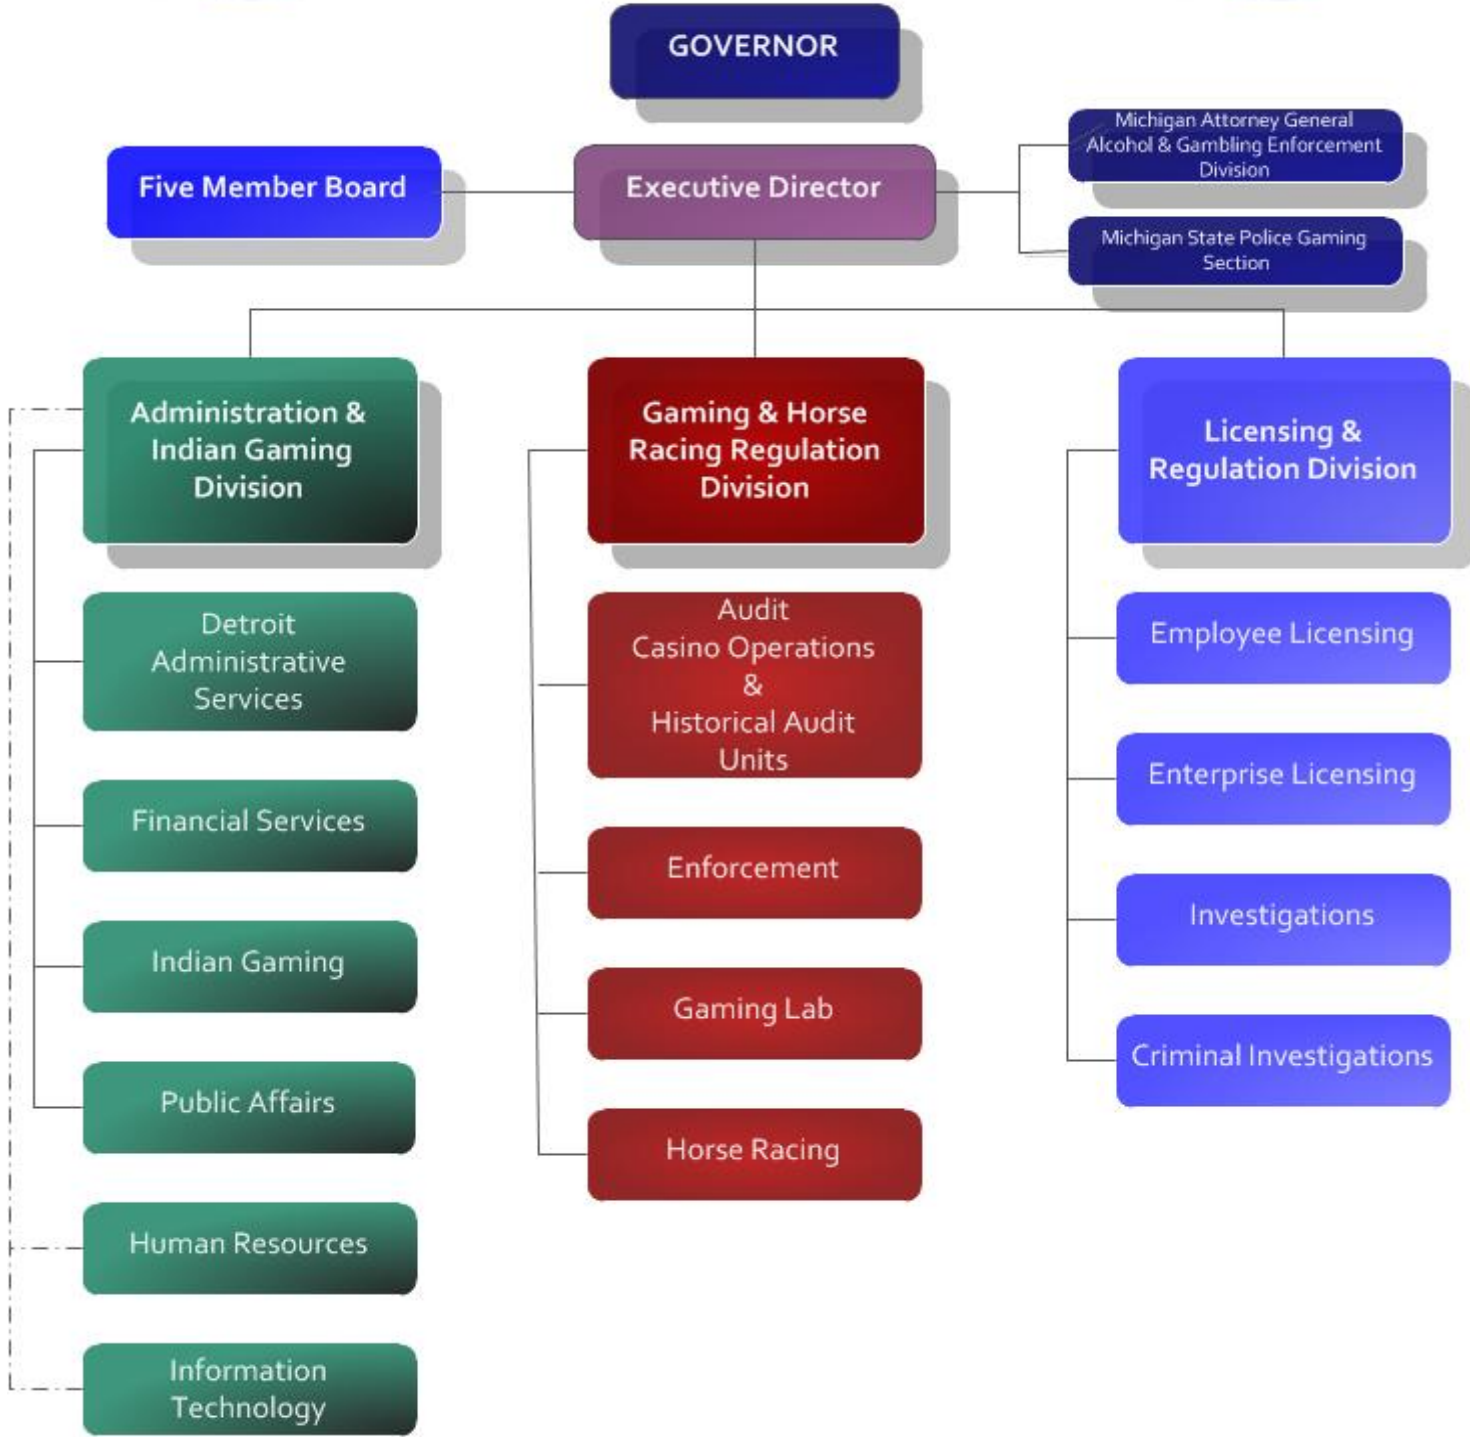 GOVERNOR
Five Member Board
Executive Director
Michigan Attorney General
Alcohol & Gambling Enforcement
Division
Michigan State Police Gaming
Section
Administration &
Indian Gaming
Division
Detroit
Administrative
Services
Financial Services
Indian Gaming
Public Affairs
Human Resources
Information
Technology
Gaming & Horse
Racing Regulation
Division
Audit
Casino Operations
&
Historical Audit
Units
Enforcement
Gaming Lab
Horse Racing
Licensing &
Regulation Division
Employee Licensing
Enterprise Licensing
Investigations
Criminal Investigations